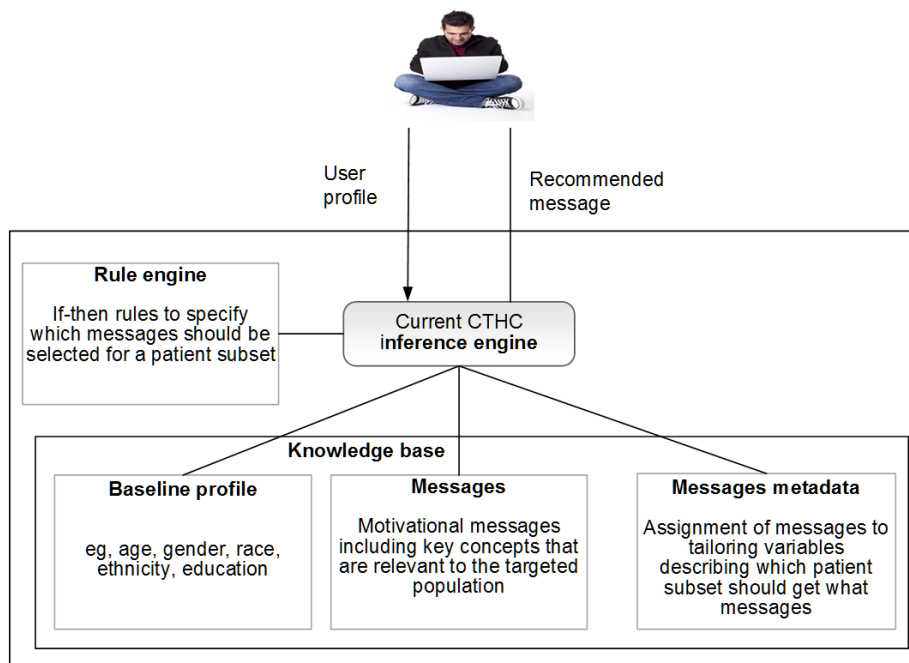 User
profile
Recommended
message
Rule engine
If-then rules to specify
which messages should be
selected for a patient subset
Current CTHC
inference engine
Knowledge base
Baseline profile
eg, age, gender, race,
ethnicity, education
Messages
Motivational messages
including key concepts that
are relevant to the targeted
population
Messages metadata
Assignment of messages to
tailoring variables
describing which patient
subset should get what
messages